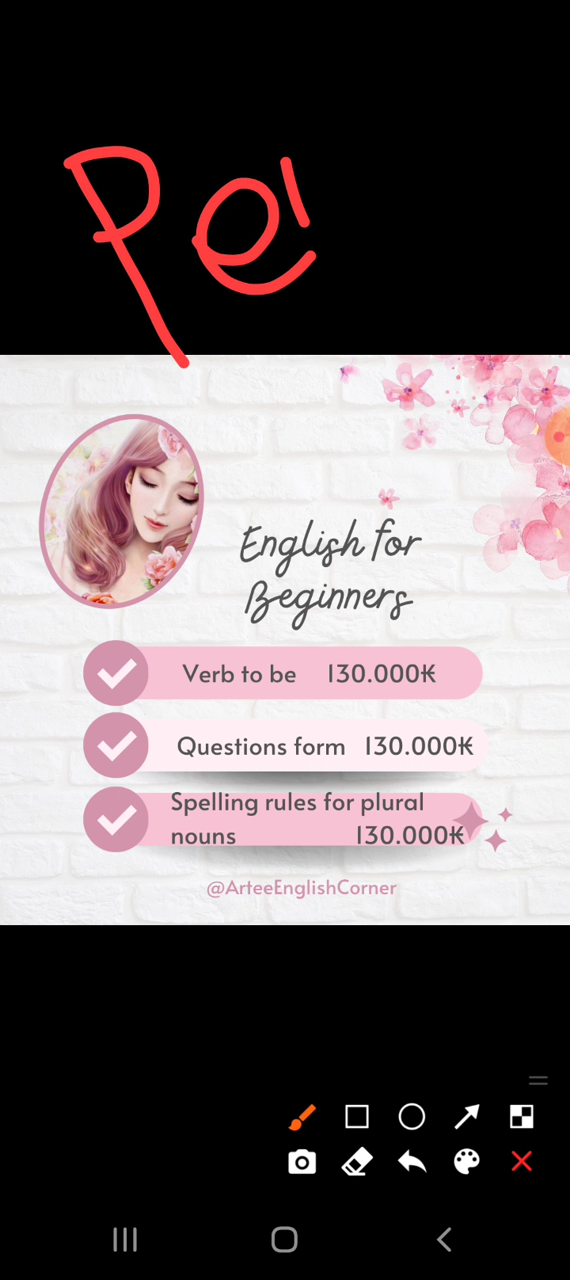 Pe'
English for
Beginners
Verb to be 130.000₭
Questions form 130.000₭
Spelling rules for plural
nouns 130.000₭
@ArteeEnglishCorner